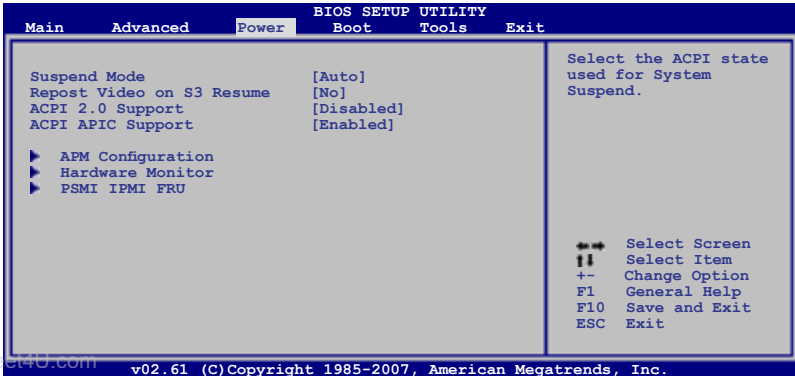 BIOS SETUP UTILITY
Main Advanced Power Boot Tools Exit
Suspend Mode [Auto]
Repost Video on S3 Resume [No]
ACPI 2.0 Support [Disabled]
ACPI APIC Support [Enabled]
APM Configuration
Hardware Monitor
PSMI IPMI FRU
Select the ACPI state
used for System
Suspend.
Select Screen
Select Item
+- Change Option
F1 General Help
F10 Save and Exit
ESC Exit
et4U.com
v02.61 (C)Copyright 1985-2007, American Megatrends, Inc.